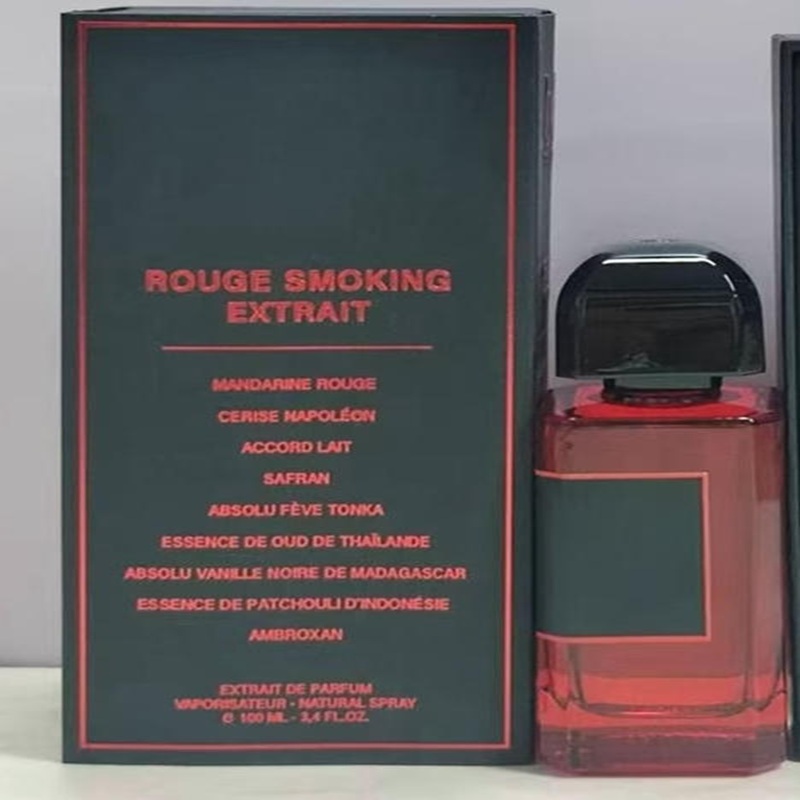 ROUGE SMOKING
EXTRAIT
MANDARINE ROUGE
CERISE NAPOLÉON
ACCORD LAIT
SAFRAN
ABSOLU FÈVE TONKA
ESSENCE DE OUD DE THAÏLANDE
ABSOLU VANILLE NOIRE DE MADAGASCAR
ESSENCE DE PATCHOULI D'INDONÉSIE
AMBROXAN
EXTRAIT DE PARFUM
VAPORISATEUR - NATURAL SPRAY
℮ 100 ML - 3,4 FL.OZ.